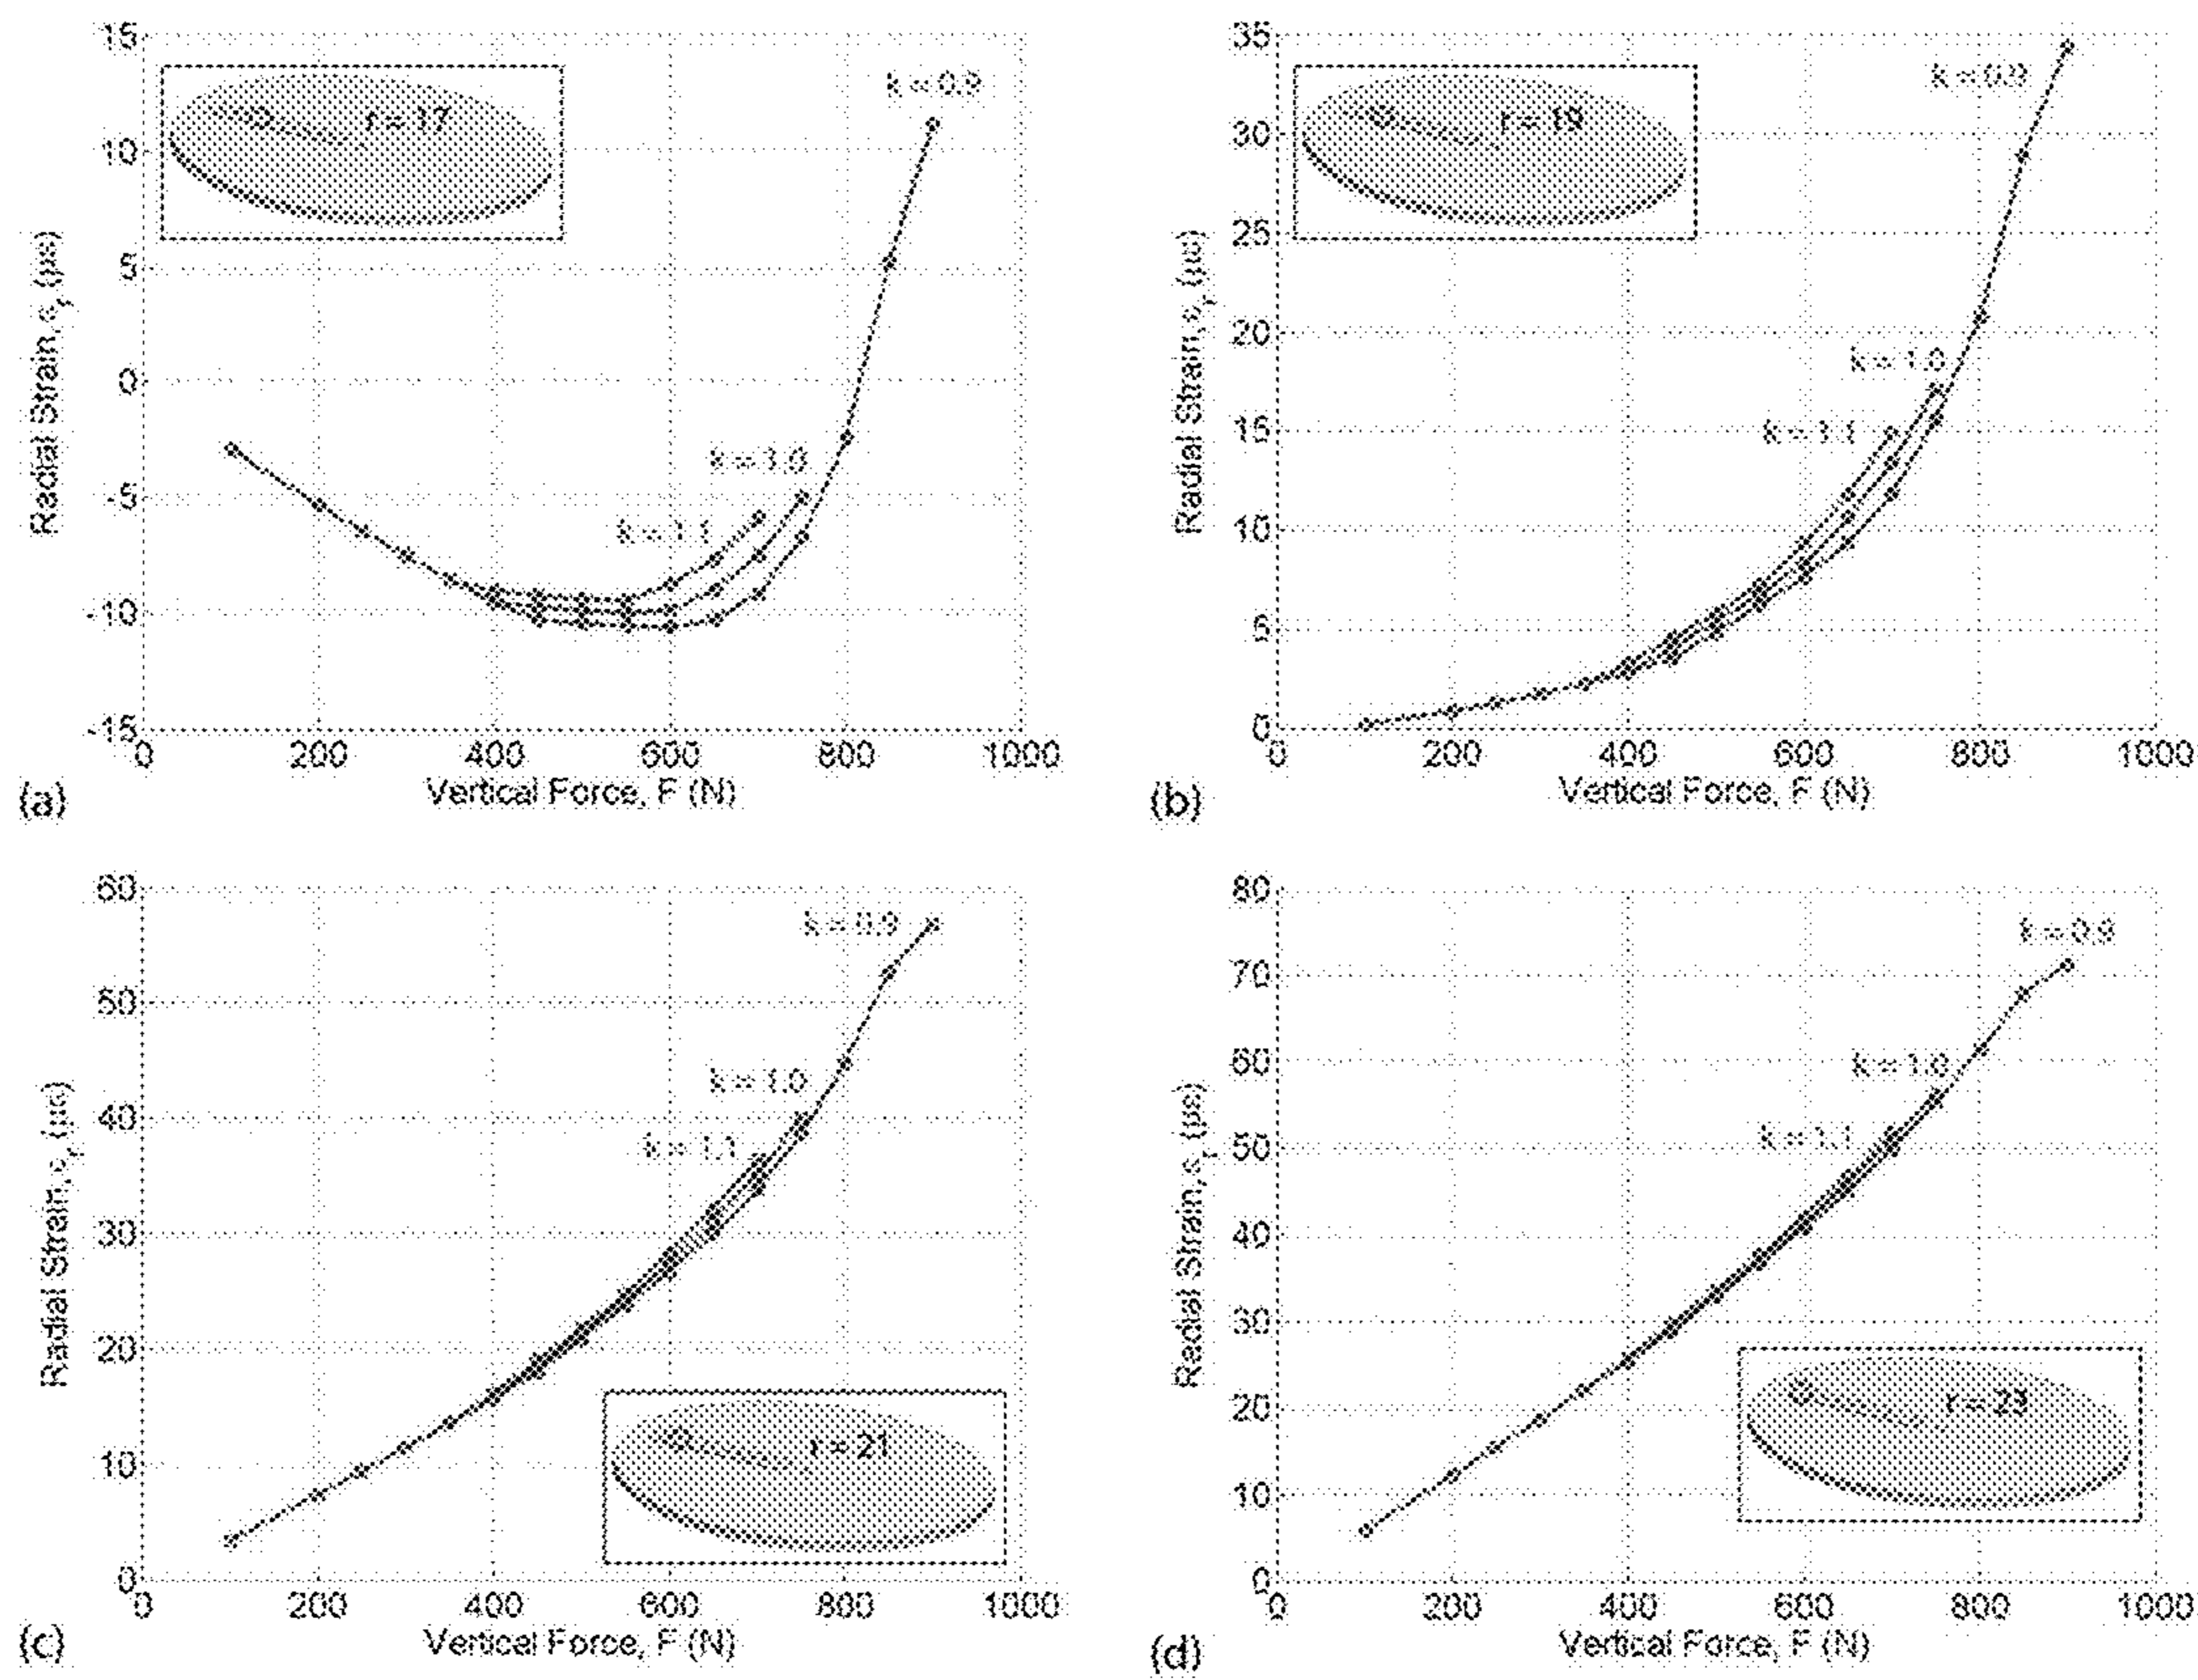 15
10
5
0
-5
-10
-15
Radial Strain, εr (με)
r = 17
k = 0.9
k = 1.0
k = 1.1
0 200 400 600 800 1000
Vertical Force, F (N)
(a)
35
30
25
20
15
10
5
0
Radial Strain, εr (με)
r = 19
k = 0.9
k = 1.0
k = 1.1
0 200 400 600 800 1000
Vertical Force, F (N)
(b)
60
50
40
30
20
10
0
Radial Strain, εr (με)
k = 0.9
k = 1.0
k = 1.1
r = 21
0 200 400 600 800 1000
Vertical Force, F (N)
(c)
80
70
60
50
40
30
20
10
0
Radial Strain, εr (με)
k = 0.9
k = 1.0
k = 1.1
r = 23
0 200 400 600 800 1000
Vertical Force, F (N)
(d)